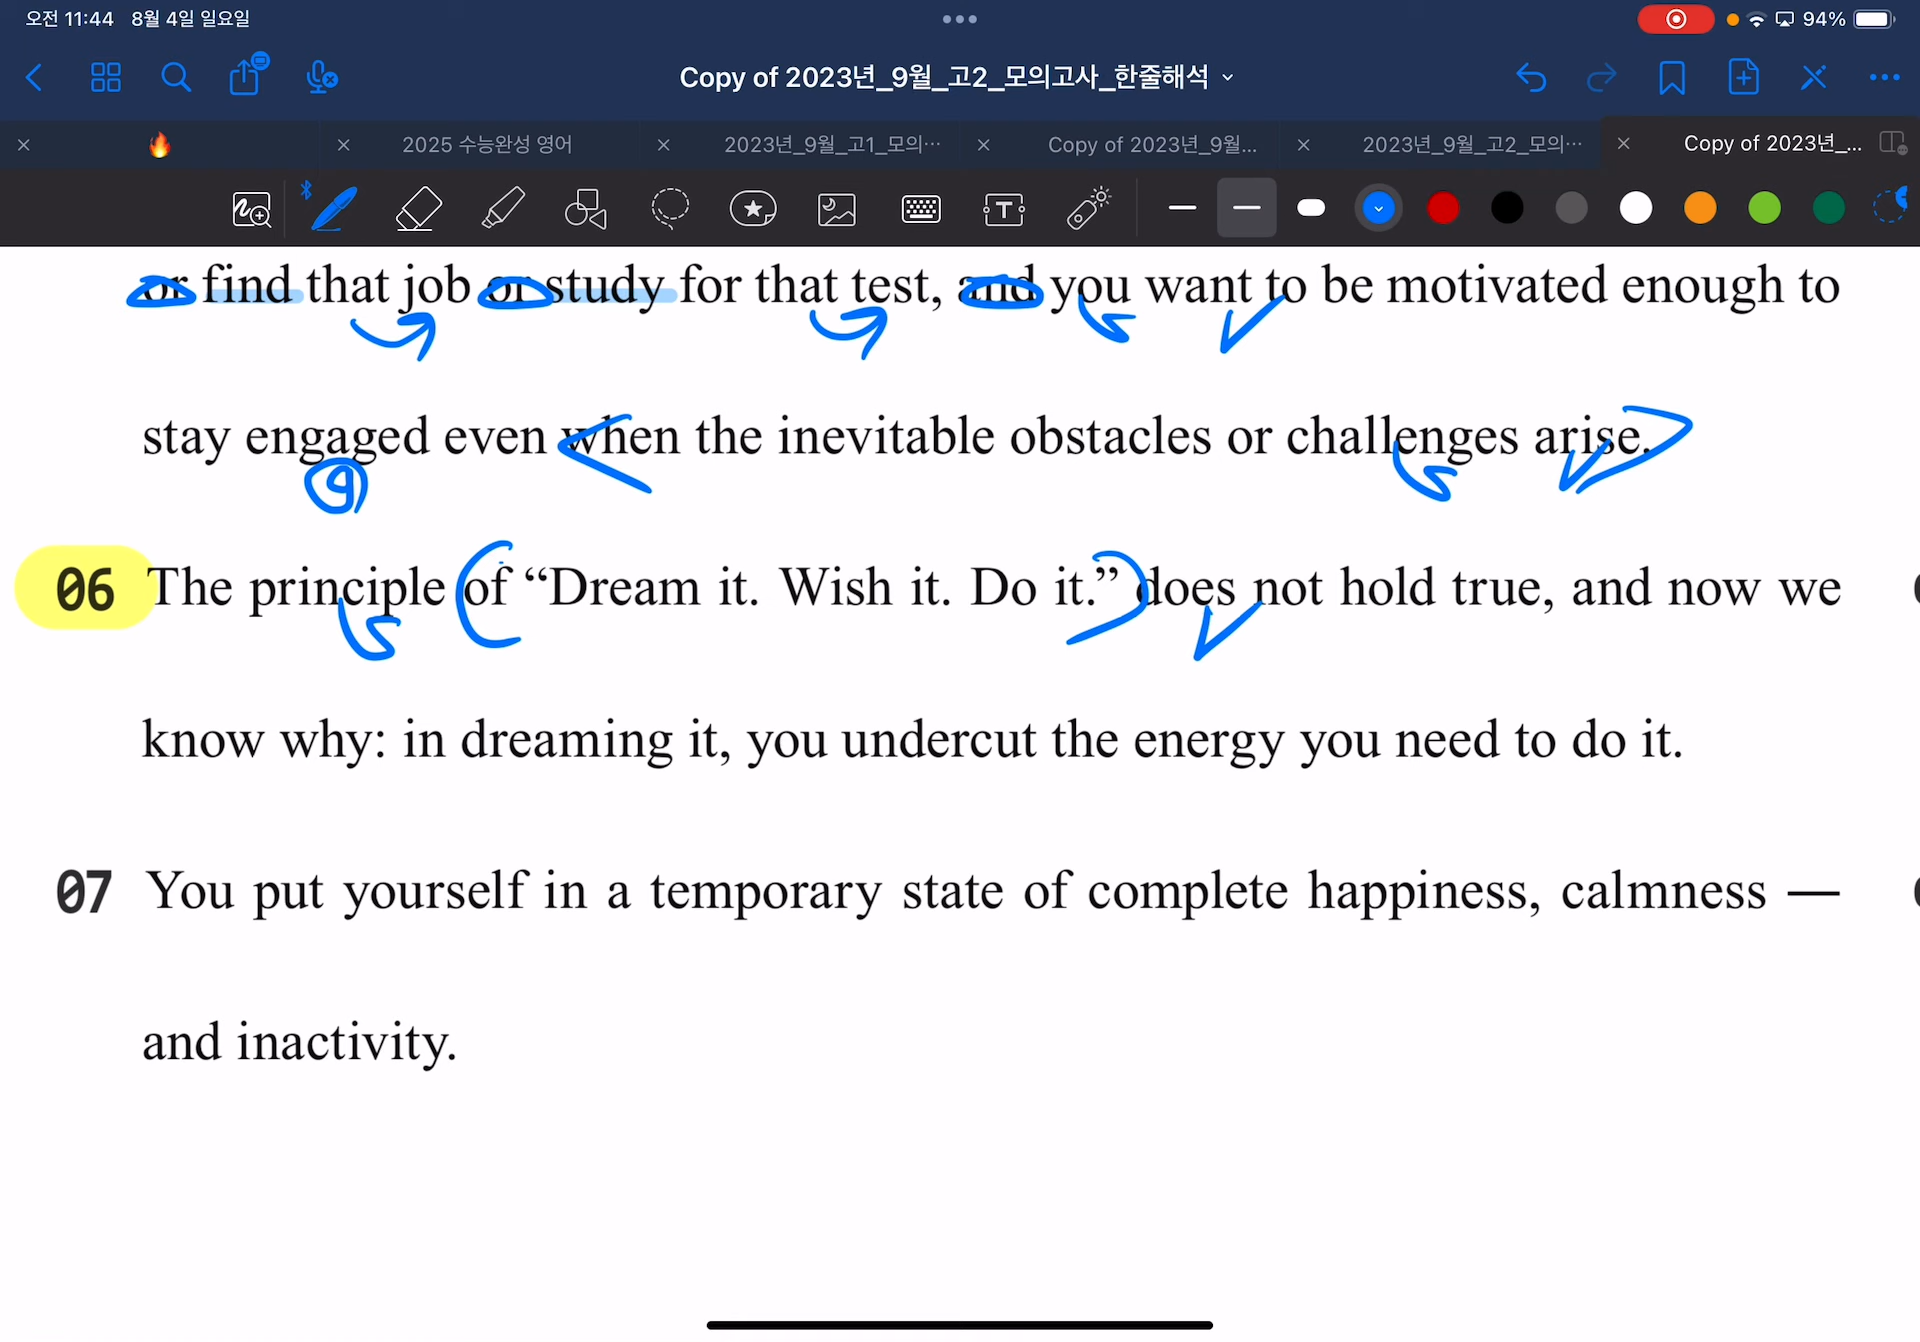 오전 11:44 8월 4일 일요일
94%
Copy of 2023년_9월_고2_모의고사_한줄해석
2025 수능완성 영어
2023년_9월_고1_모의···
Copy of 2023년_9월...
2023년_9월_고2_모의···
Copy of 2023년_...
or find that job or study for that test, and you want to be motivated enough to
stay engaged even when the inevitable obstacles or challenges arise.
06 The principle of “Dream it. Wish it. Do it.” does not hold true, and now we
know why: in dreaming it, you undercut the energy you need to do it.
07 You put yourself in a temporary state of complete happiness, calmness —
and inactivity.